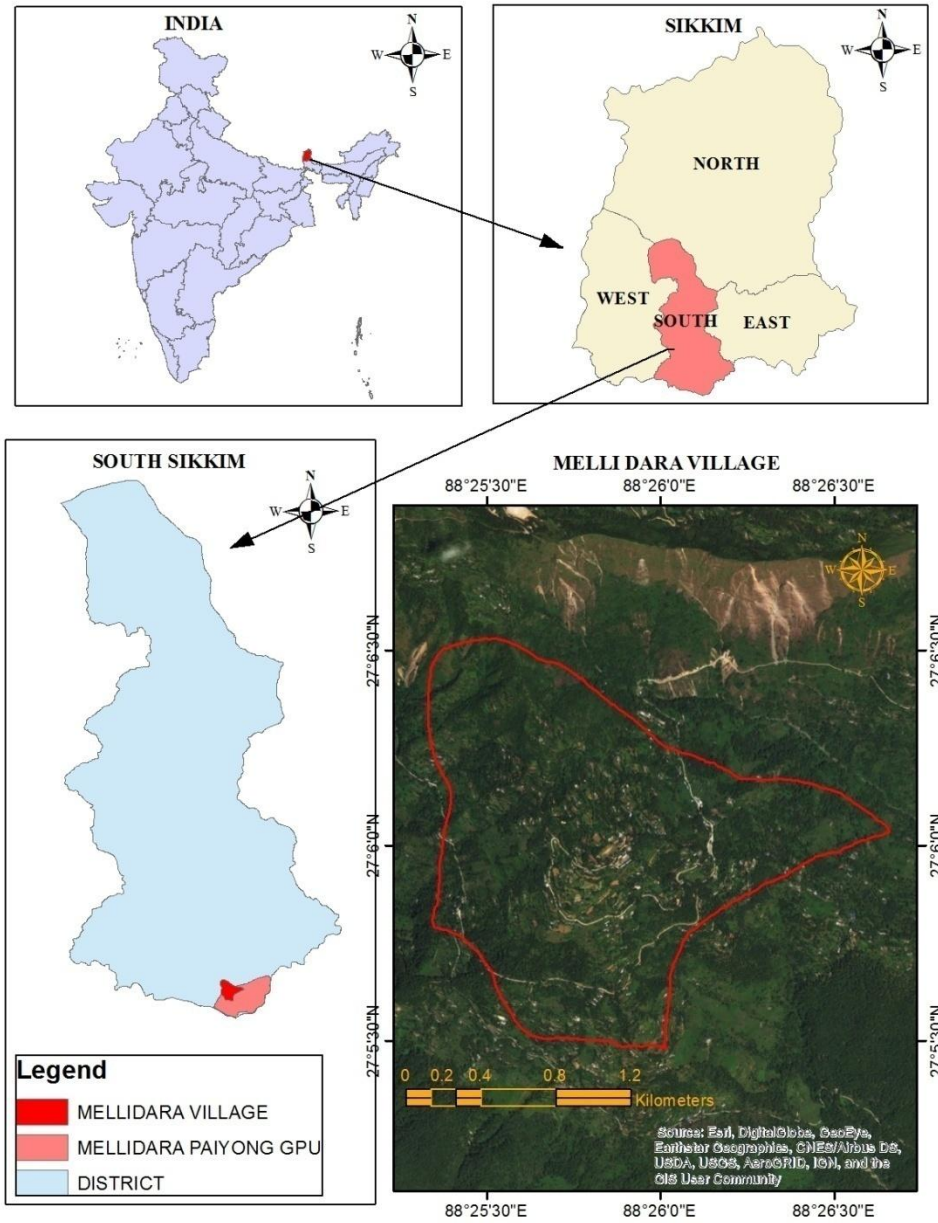 INDIA
N
W E
S
SIKKIM
N
W E
S
NORTH
WEST
SOUTH
EAST
SOUTH SIKKIM
N
W E
S
Legend
MELLIDARA VILLAGE
MELLIDARA PAIYONG GPU
DISTRICT
MELLI DARA VILLAGE
88°25'30"E 88°26'0"E 88°26'30"E
N
W E
S
27°6'30"N 27°6'30"N
27°6'0"N 27°6'0"N
27°5'30"N 27°5'30"N
0 0.2 0.4 0.8 1.2
Kilometers
Source: Esri, DigitalGlobe, GeoEye,
Earthstar Geographics, CNES/Airbus DS,
USDA, USGS, AeroGRID, IGN, and the
GIS User Community
88°25'30"E 88°26'0"E 88°26'30"E